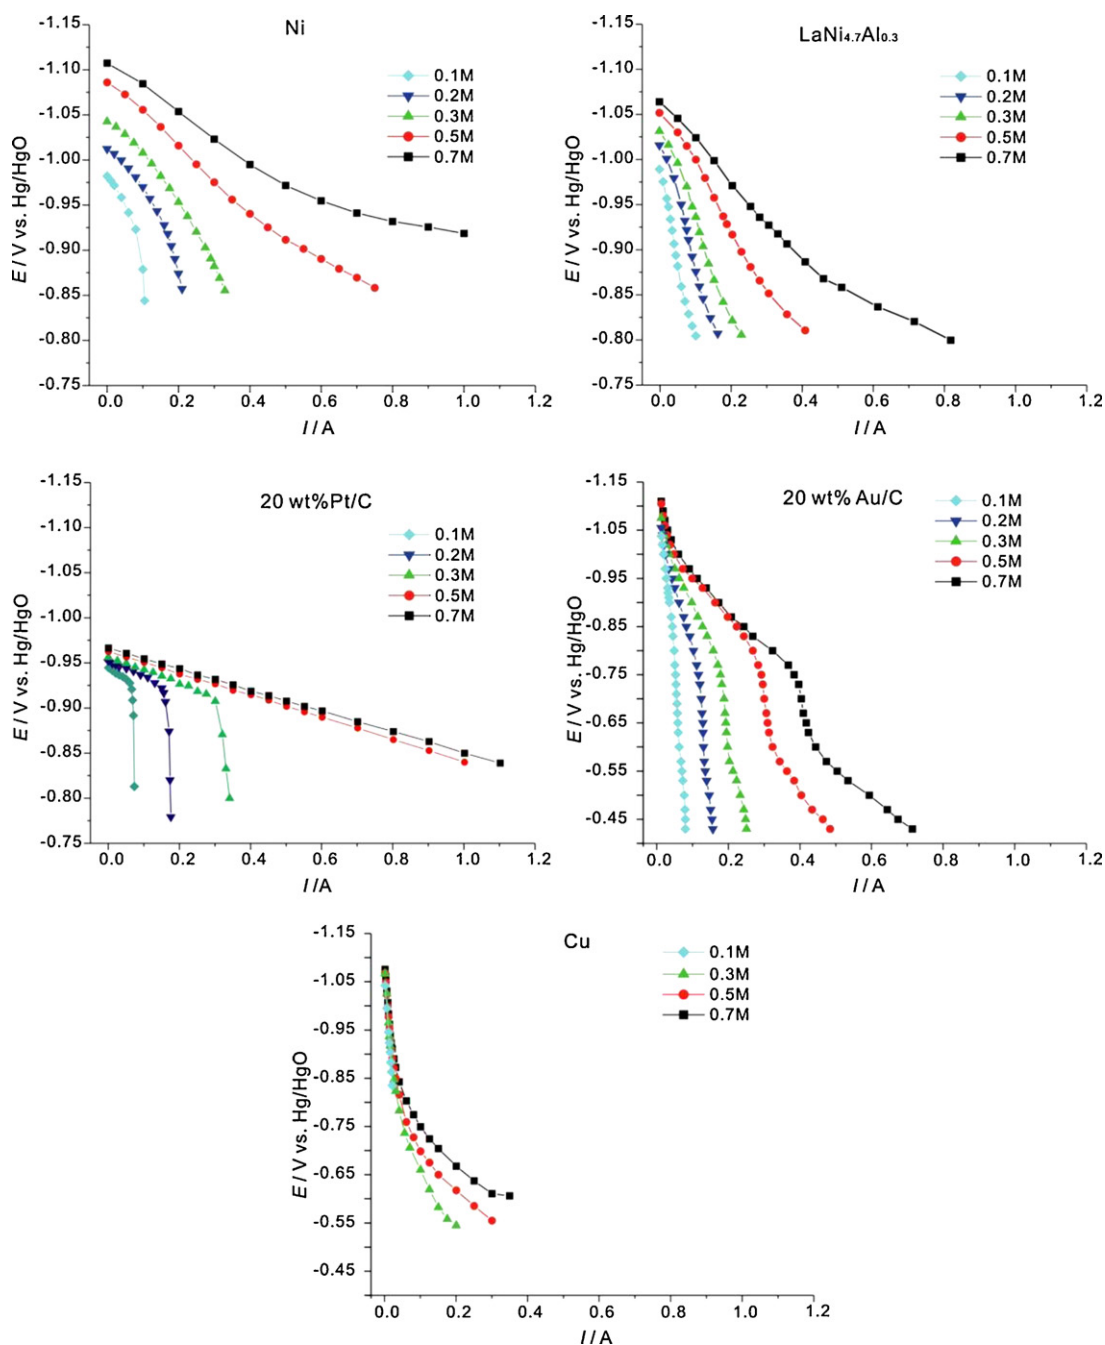 Ni
-1.15
-1.10
-1.05
-1.00
-0.95
-0.90
-0.85
-0.80
-0.75
E / V vs. Hg/HgO
0.1M
0.2M
0.3M
0.5M
0.7M
0.0 0.2 0.4 0.6 0.8 1.0 1.2
I / A
LaNi4.7Al0.3
-1.15
-1.10
-1.05
-1.00
-0.95
-0.90
-0.85
-0.80
-0.75
E / V vs. Hg/HgO
0.1M
0.2M
0.3M
0.5M
0.7M
0.0 0.2 0.4 0.6 0.8 1.0 1.2
I / A
20 wt%Pt/C
-1.15
-1.10
-1.05
-1.00
-0.95
-0.90
-0.85
-0.80
-0.75
E / V vs. Hg/HgO
0.1M
0.2M
0.3M
0.5M
0.7M
0.0 0.2 0.4 0.6 0.8 1.0 1.2
I /A
20 wt% Au/C
-1.15
-1.05
-0.95
-0.85
-0.75
-0.65
-0.55
-0.45
E / V vs. Hg/HgO
0.1M
0.2M
0.3M
0.5M
0.7M
0.0 0.2 0.4 0.6 0.8 1.0 1.2
I / A
Cu
-1.15
-1.05
-0.95
-0.85
-0.75
-0.65
-0.55
-0.45
E / V vs. Hg/HgO
0.1M
0.3M
0.5M
0.7M
0.0 0.2 0.4 0.6 0.8 1.0 1.2
I / A